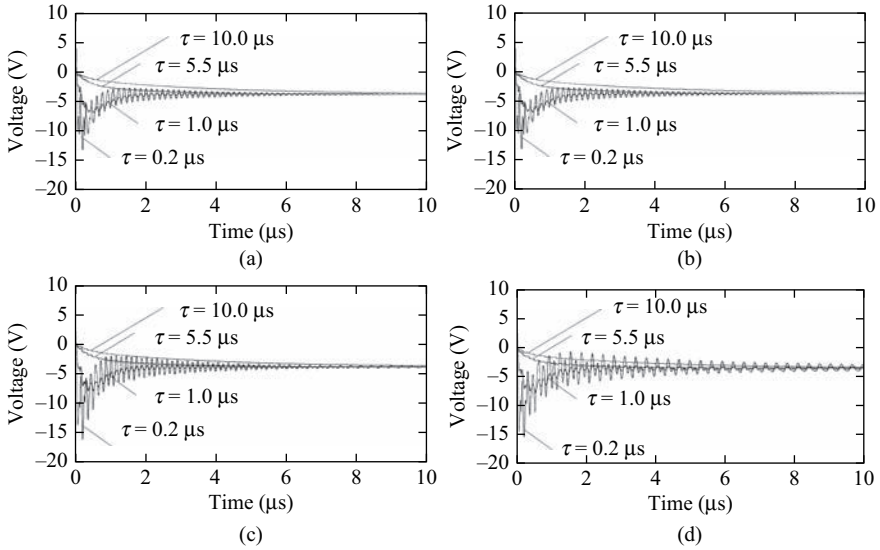 10
5
0
–5
–10
–15
–20
Voltage (V)
τ = 10.0 μs
τ = 5.5 μs
τ = 1.0 μs
τ = 0.2 μs
0 2 4 6 8 10
Time (μs)
(a)
10
5
0
–5
–10
–15
–20
Voltage (V)
τ = 10.0 μs
τ = 5.5 μs
τ = 1.0 μs
τ = 0.2 μs
0 2 4 6 8 10
Time (μs)
(b)
10
5
0
–5
–10
–15
–20
Voltage (V)
τ = 10.0 μs
τ = 5.5 μs
τ = 1.0 μs
τ = 0.2 μs
0 2 4 6 8 10
Time (μs)
(c)
10
5
0
–5
–10
–15
–20
Voltage (V)
τ = 10.0 μs
τ = 5.5 μs
τ = 1.0 μs
τ = 0.2 μs
0 2 4 6 8 10
Time (μs)
(d)